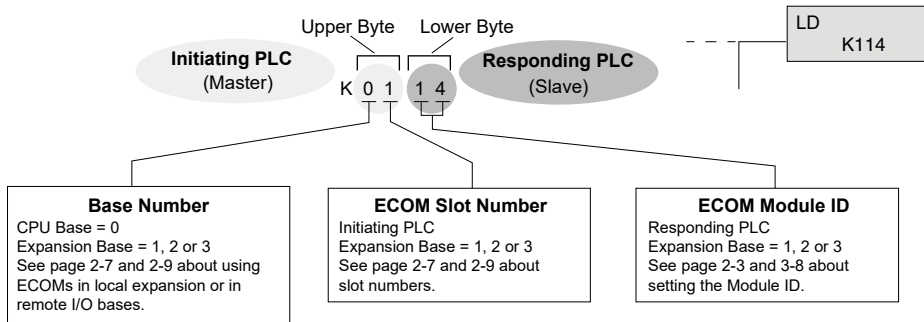 Upper Byte
Lower Byte
Initiating PLC
(Master)
K 0 1 1 4
Responding PLC
(Slave)
LD
K114
Base Number
CPU Base = 0
Expansion Base = 1, 2 or 3
See page 2-7 and 2-9 about using
ECOMs in local expansion or in
remote I/O bases.
ECOM Slot Number
Initiating PLC
Expansion Base = 1, 2 or 3
See page 2-7 and 2-9 about
slot numbers.
ECOM Module ID
Responding PLC
Expansion Base = 1, 2 or 3
See page 2-3 and 3-8 about
setting the Module ID.